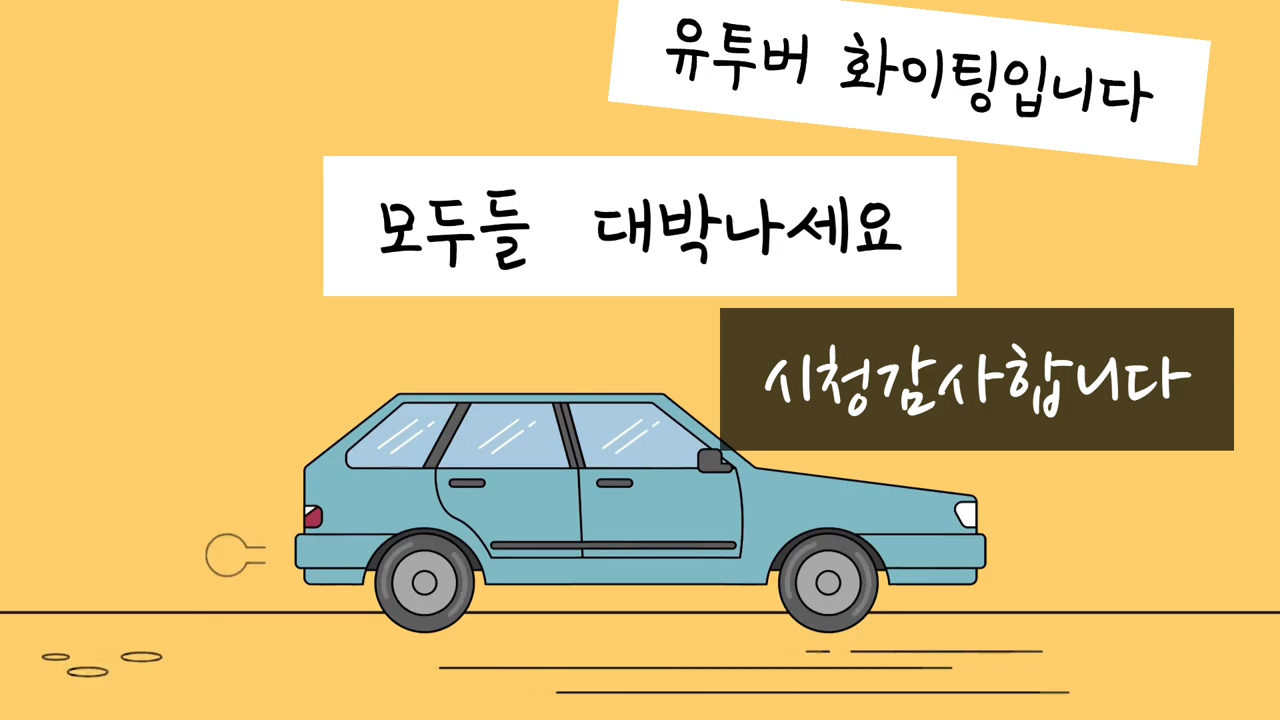 유투버 화이팅입니다
모두들 대박나세요
시청감사합니다